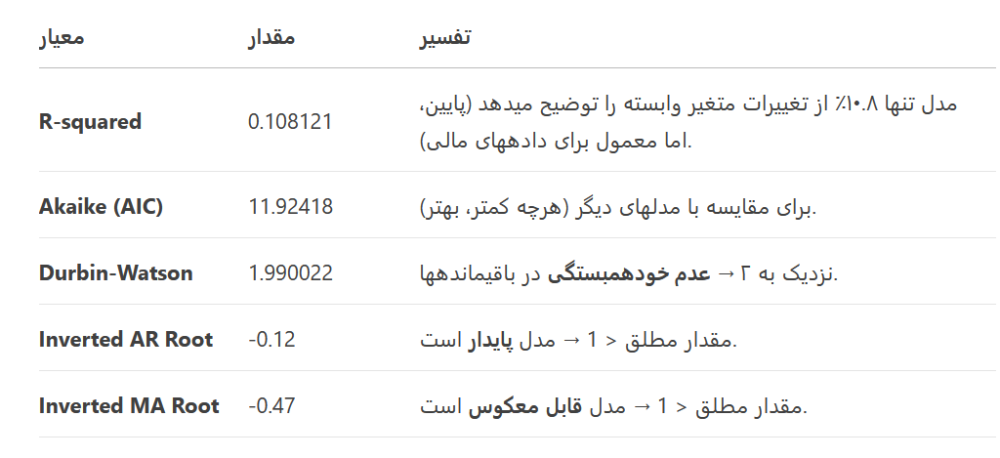 معیار مقدار تفسیر
R-squared 0.108121 مدل تنها ۱۰.۸٪ از تغییرات متغیر وابسته را توضیح میدهد (پایین،
اما معمول برای دادههای مالی).
Akaike (AIC) 11.92418 برای مقایسه با مدلهای دیگر (هرچه کمتر، بهتر).
Durbin-Watson 1.990022 نزدیک به ۲ → عدم خودهمبستگی در باقیماندهها.
Inverted AR Root -0.12 مقدار مطلق < 1 → مدل پایدار است.
Inverted MA Root -0.47 مقدار مطلق < 1 → مدل قابل معکوس است.